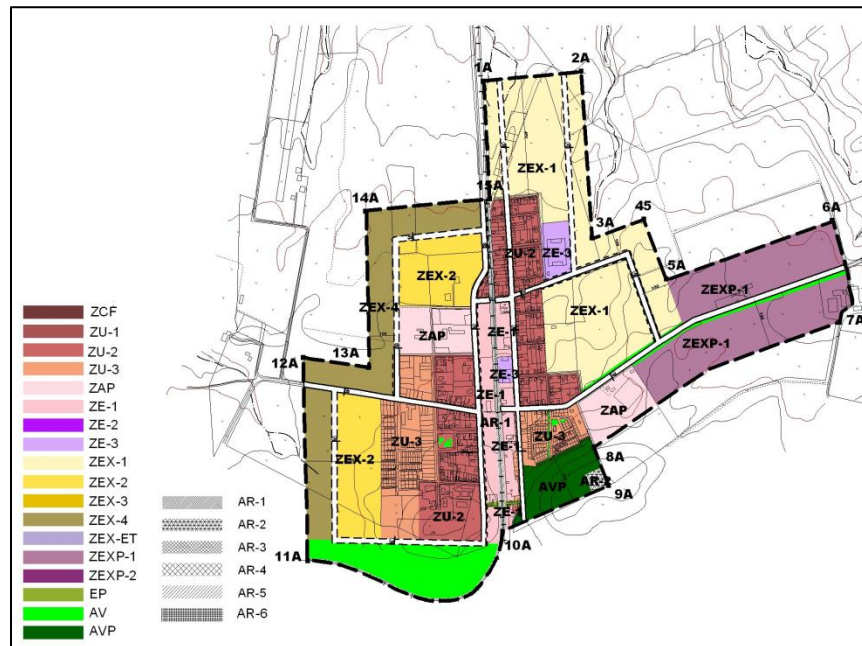 1A
2A
ZEX-1
15A
14A
3A
45
6A
ZU-2
ZE-3
ZEX-2
5A
ZEXP-1
ZEX-4
ZEX-1
7A
ZAP
ZE-1
ZEXP-1
12A
13A
ZE-3
ZE-1
ZAP
AR-1
ZU-3
ZU-3
ZE-1
ZEX-2
8A
AVP
AR-2
9A
ZU-2
ZE-
10A
11A
ZCF
ZU-1
ZU-2
ZU-3
ZAP
ZE-1
ZE-2
ZE-3
ZEX-1
ZEX-2
ZEX-3
ZEX-4
ZEX-ET
ZEXP-1
ZEXP-2
EP
AV
AVP
AR-1
AR-2
AR-3
AR-4
AR-5
AR-6